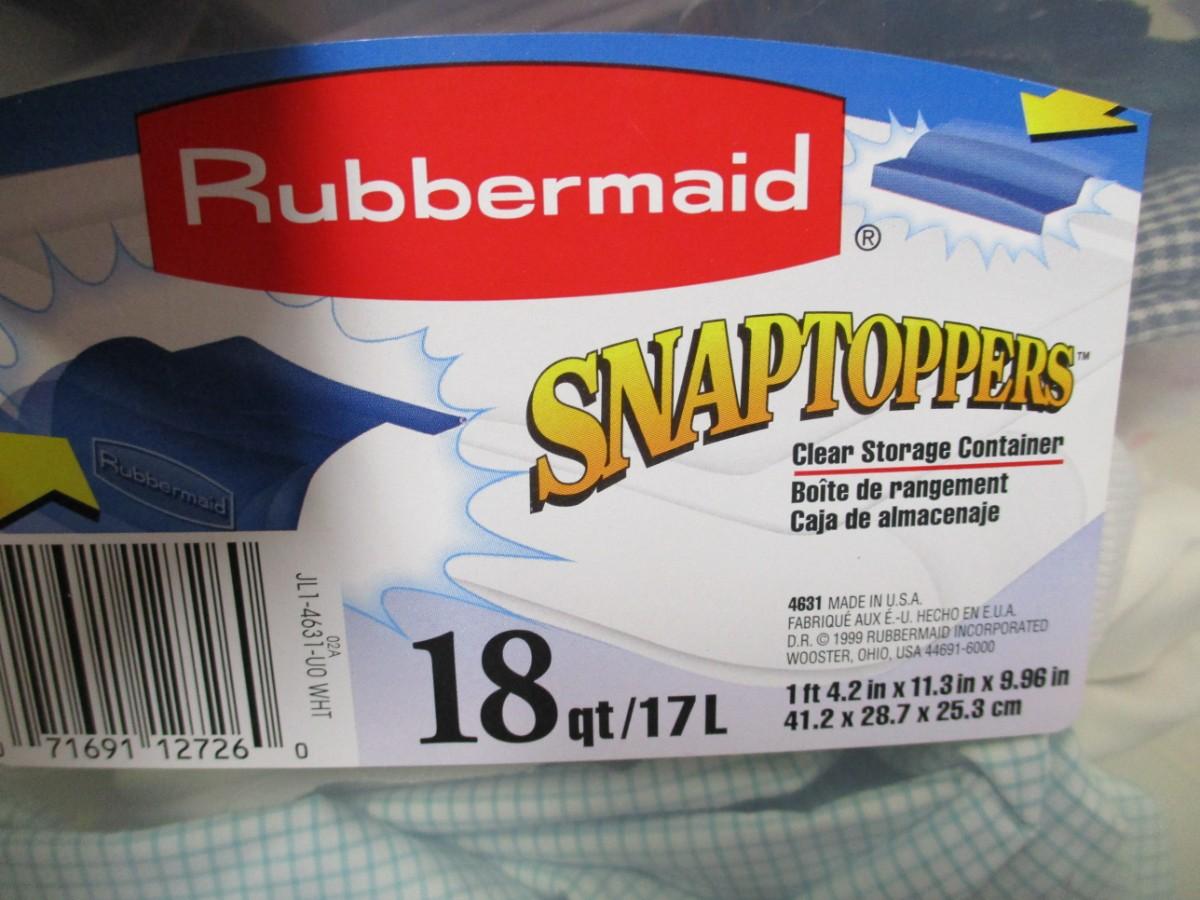 Rubbermaid
®
SNAPTOPPERS™
Clear Storage Container
Boîte de rangement
Caja de almacenaje
Rubbermaid
4631 MADE IN U.S.A.
FABRIQUÉ AUX É.-U. HECHO EN E.U.A.
D.R. © 1999 RUBBERMAID INCORPORATED
WOOSTER, OHIO, USA 44691-6000
1 ft 4.2 in x 11.3 in x 9.96 in
41.2 x 28.7 x 25.3 cm
18 qt/17L
02A
JL1-4631-U0 WHT
0 71691 12726 0